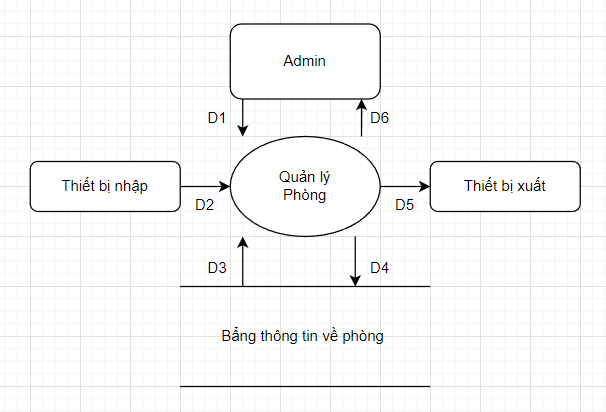 Admin
D1
D6
Thiết bị nhập
Quản lý
Phòng
Thiết bị xuất
D2
D5
D3
D4
Bẳng thông tin về phòng